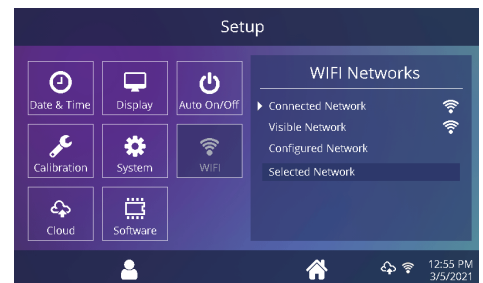 Setup
Date & Time
Display
Auto On/Off
Calibration
System
WIFI
Cloud
Software
WIFI Networks
Connected Network
Visible Network
Configured Network
Selected Network
12:55 PM
3/5/2021